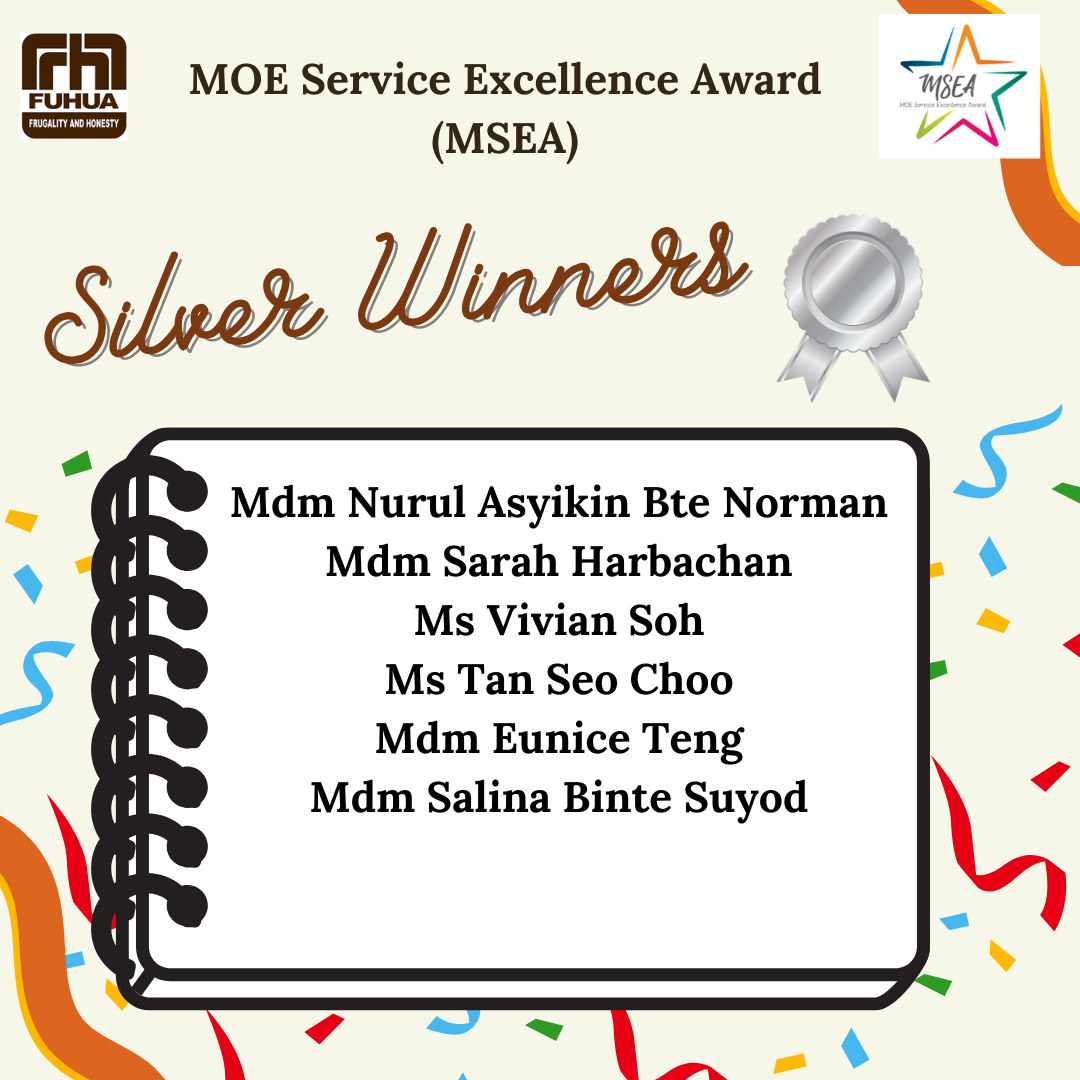 FUHUA
FRUGALITY AND HONESTY
MOE Service Excellence Award
(MSEA)
MSEA
MOE Service Excellence Award
Silver Winners
Mdm Nurul Asyikin Bte Norman
Mdm Sarah Harbachan
Ms Vivian Soh
Ms Tan Seo Choo
Mdm Eunice Teng
Mdm Salina Binte Suyod